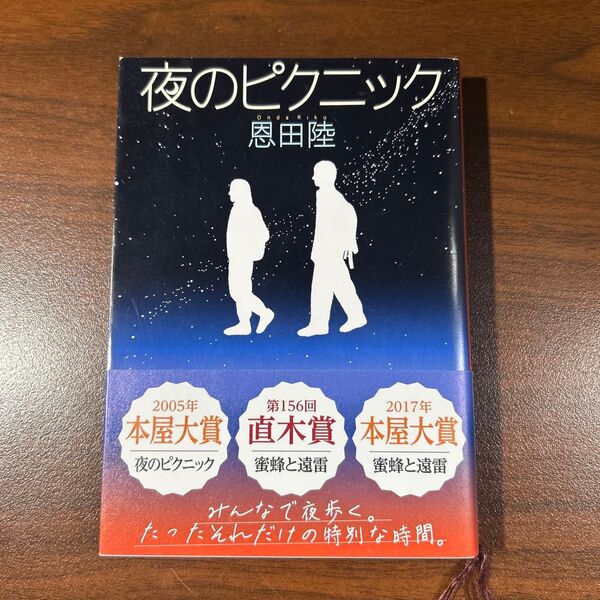 夜のピクニック
Onda Riku
恩田陸
2005年
本屋大賞
夜のピクニック
第156回
直木賞
蜜蜂と遠雷
2017年
本屋大賞
蜜蜂と遠雷
みんなで夜歩く。
たったそれだけの特別な時間。